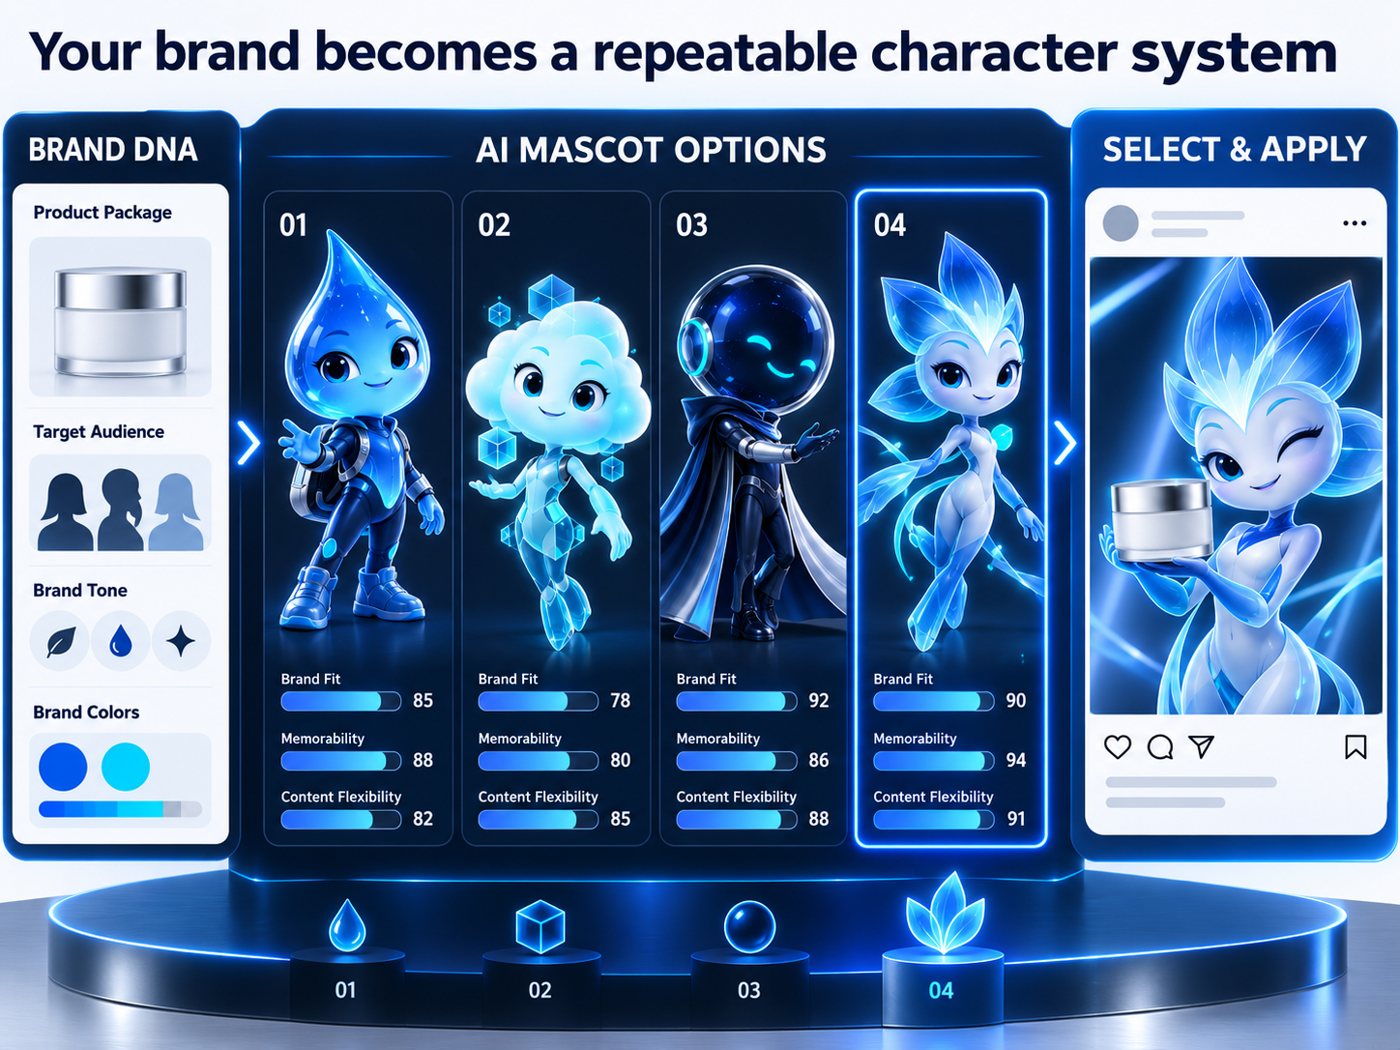 Your brand becomes a repeatable character system
BRAND DNA
Product Package
Target Audience
Brand Tone
Brand Colors
AI MASCOT OPTIONS
01
Brand Fit
85
Memorability
88
Content Flexibility
82
02
Brand Fit
78
Memorability
80
Content Flexibility
85
03
Brand Fit
92
Memorability
86
Content Flexibility
88
04
Brand Fit
90
Memorability
94
Content Flexibility
91
SELECT & APPLY
01
02
03
04